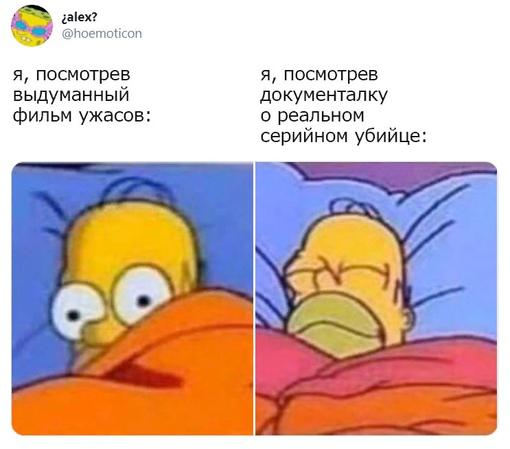 ¿alex?
@hoemoticon
я, посмотрев
выдуманный
фильм ужасов:
я, посмотрев
документалку
о реальном
серийном убийце: